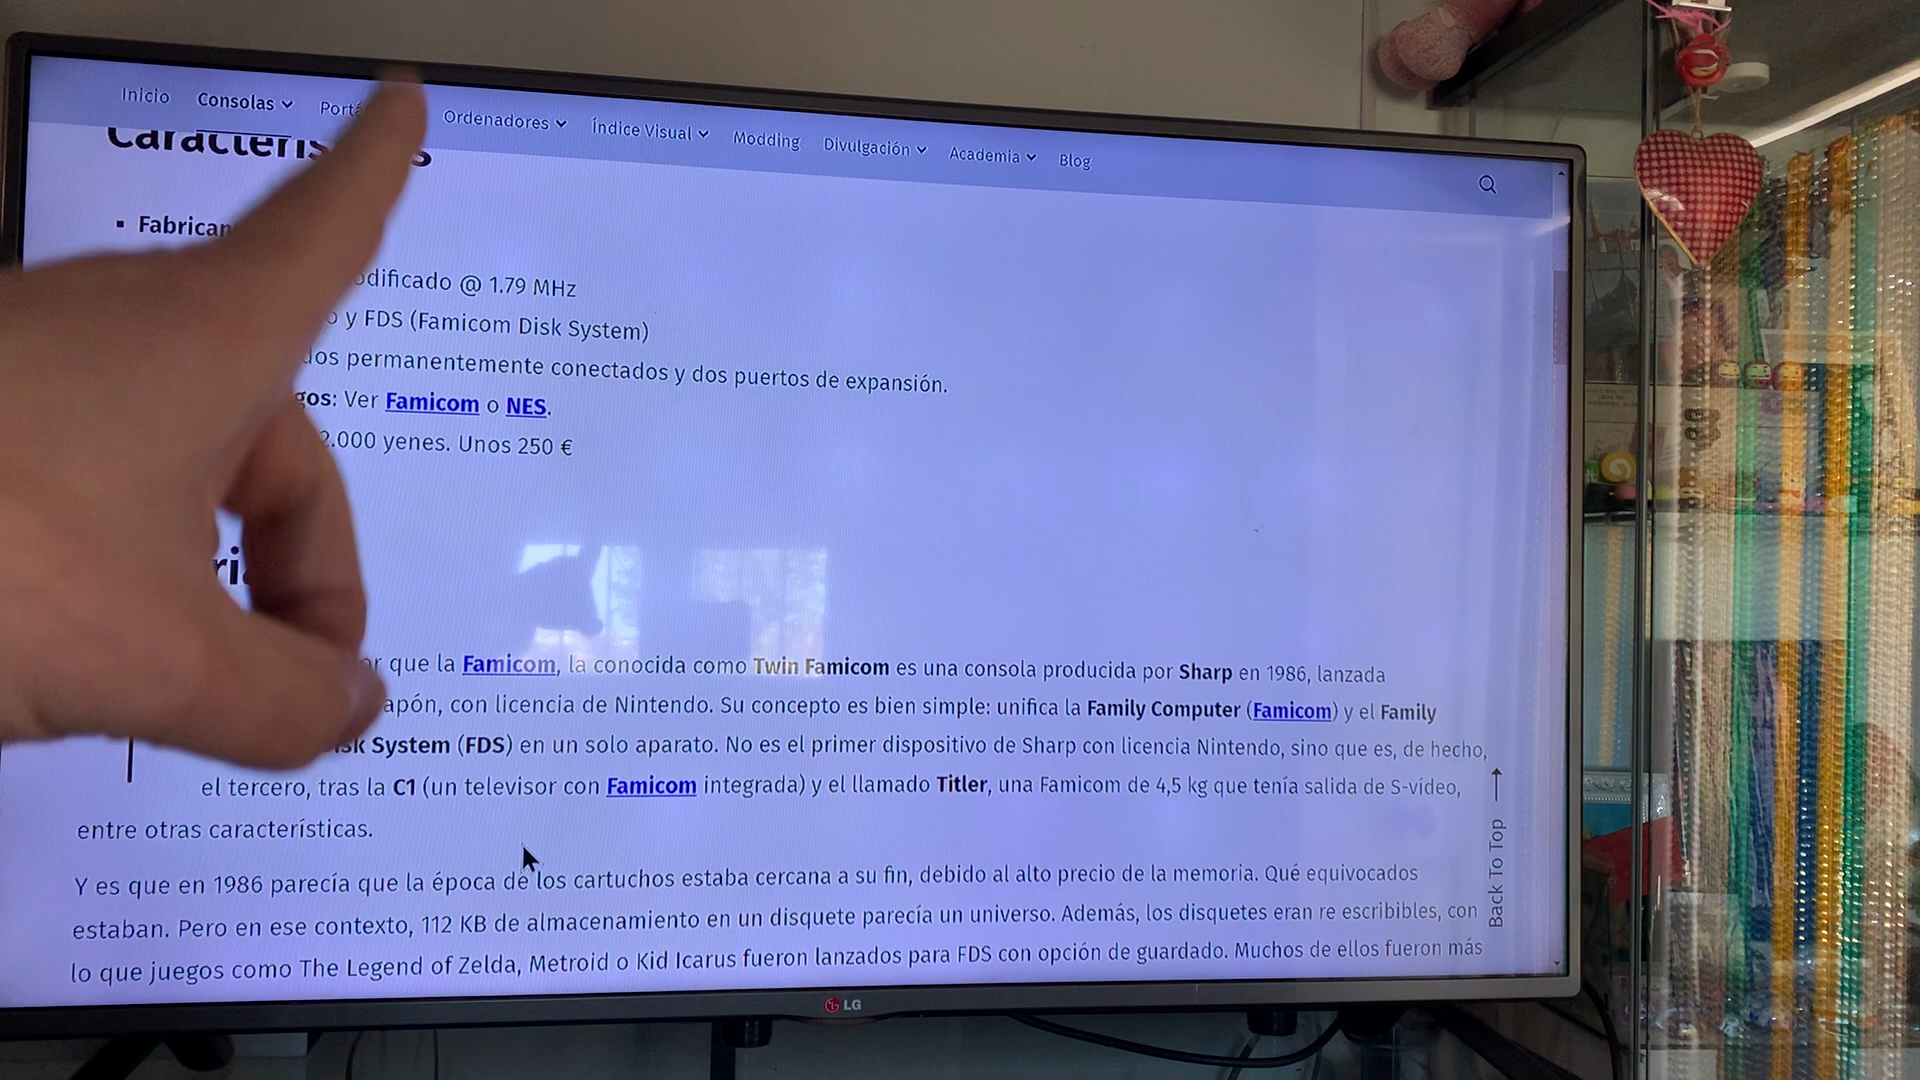 Inicio Consolas Ordenadores Índice Visual Modding Divulgación Academia Blog
@ 1.79 MHz
y FDS (Famicom Disk System)
permanentemente conectados y dos puertos de expansión.
Ver Famicom o NES.
yenes. Unos 250 €
que la Famicom, la conocida como Twin Famicom es una consola producida por Sharp en 1986, lanzada
con licencia de Nintendo. Su concepto es bien simple: unifica la Family Computer (Famicom) y el Family
System (FDS) en un solo aparato. No es el primer dispositivo de Sharp con licencia Nintendo, sino que es, de hecho,
el tercero, tras la C1 (un televisor con Famicom integrada) y el llamado Titler, una Famicom de 4,5 kg que tenía salida de S-vídeo,
entre otras características.
Y es que en 1986 parecía que la época de los cartuchos estaba cercana a su fin, debido al alto precio de la memoria. Qué equivocados
estaban. Pero en ese contexto, 112 KB de almacenamiento en un disquete parecía un universo. Además, los disquetes eran re escribibles, con
lo que juegos como The Legend of Zelda, Metroid o Kid Icarus fueron lanzados para FDS con opción de guardado. Muchos de ellos fueron más
Back To Top
LG